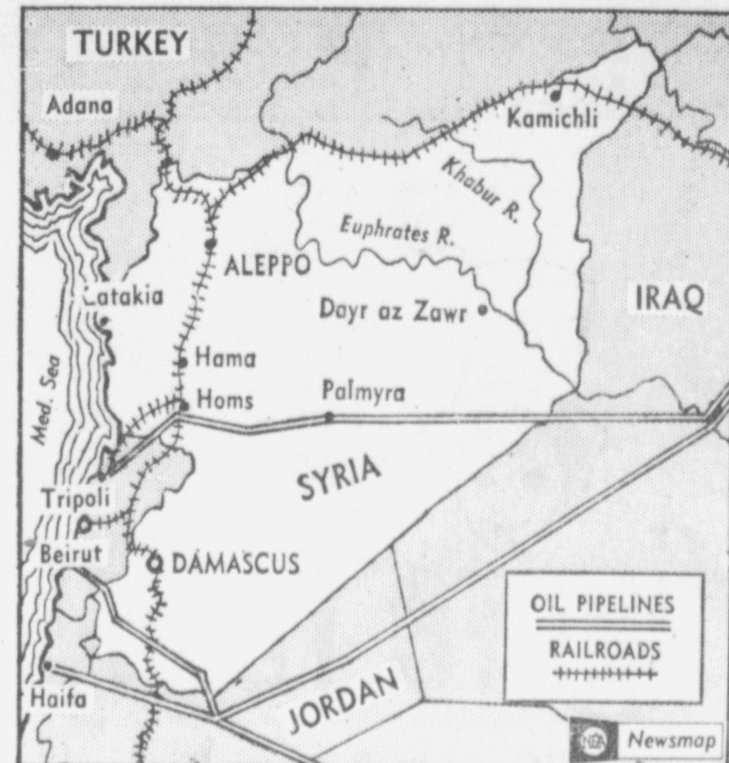 TURKEY
Adana
Kamichli
Khabur R.
Euphrates R.
ALEPPO
IRAQ
Latakia
Dayr az Zawr
Hama
Med. Sea
Homs
Palmyra
SYRIA
Tripoli
Beirut
DAMASCUS
OIL PIPELINES
RAILROADS
Haifa
JORDAN
NEA
Newsmap